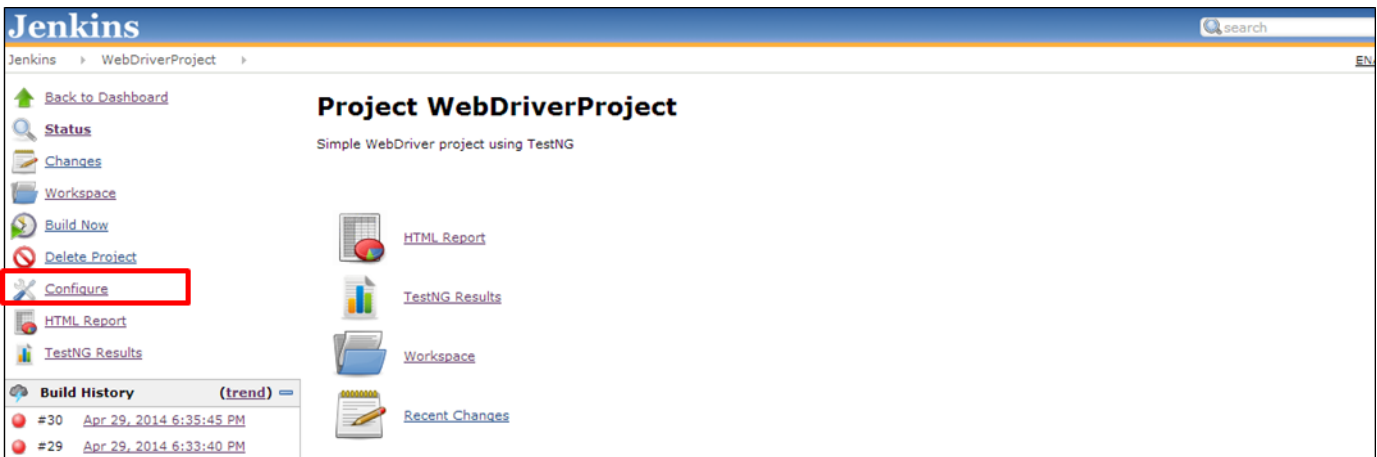 Jenkins
search
Jenkins WebDriverProject
Back to Dashboard
Status
Changes
Workspace
Build Now
Delete Project
Configure
HTML Report
TestNG Results
Build History (trend)
#30 Apr 29, 2014 6:35:45 PM
#29 Apr 29, 2014 6:33:40 PM
Project WebDriverProject
Simple WebDriver project using TestNG
HTML Report
TestNG Results
Workspace
Recent Changes